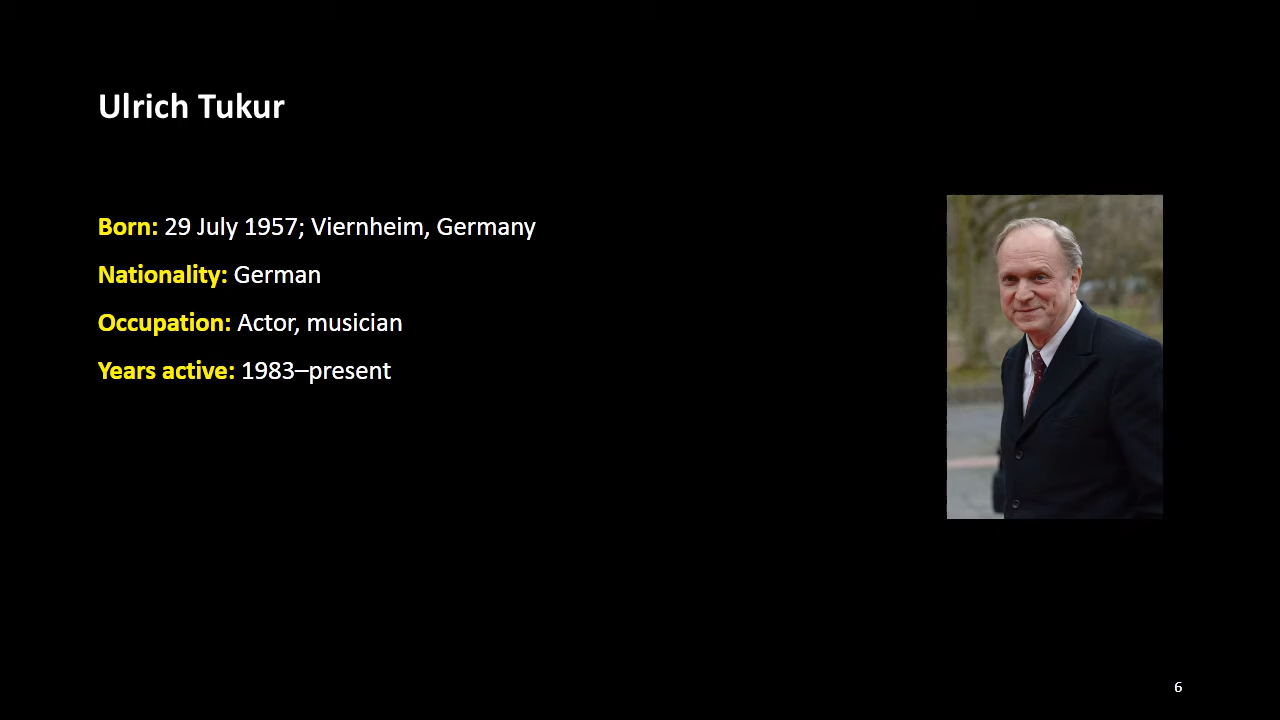 Ulrich Tukur
Born: 29 July 1957; Viernheim, Germany
Nationality: German
Occupation: Actor, musician
Years active: 1983–present
6